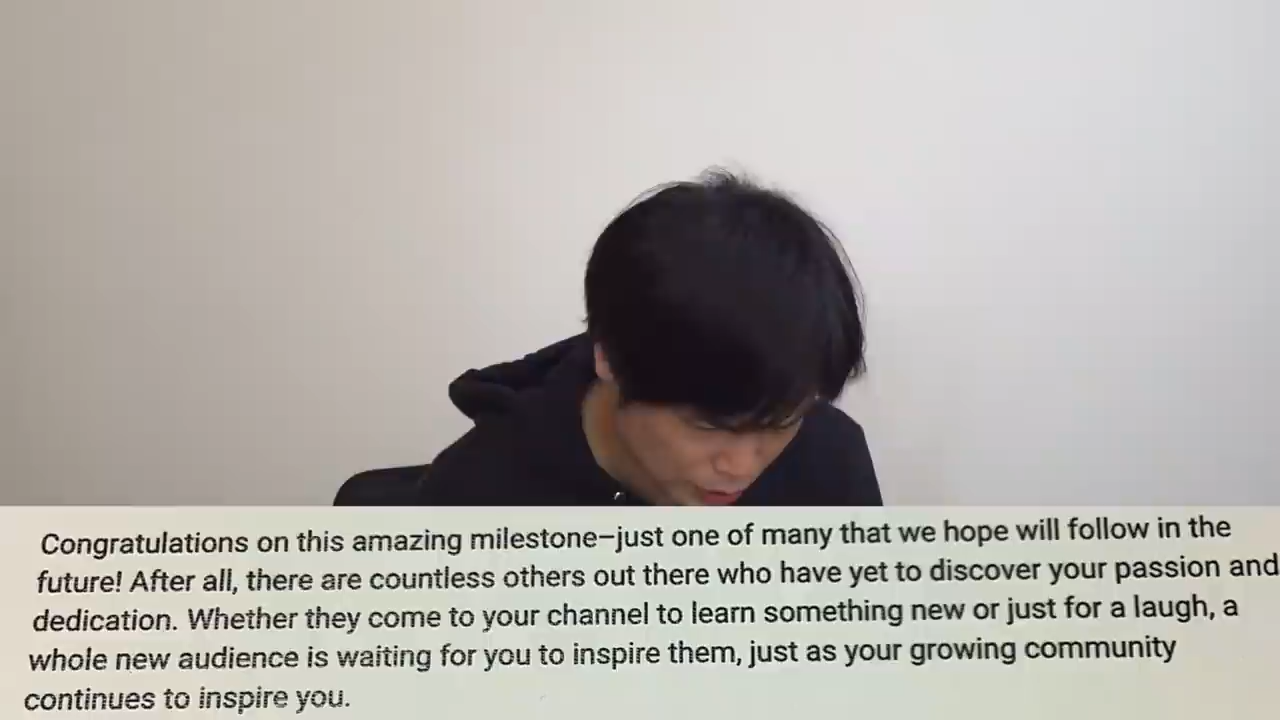 Congratulations on this amazing milestone–just one of many that we hope will follow in the
future! After all, there are countless others out there who have yet to discover your passion and
dedication. Whether they come to your channel to learn something new or just for a laugh, a
whole new audience is waiting for you to inspire them, just as your growing community
continues to inspire you.